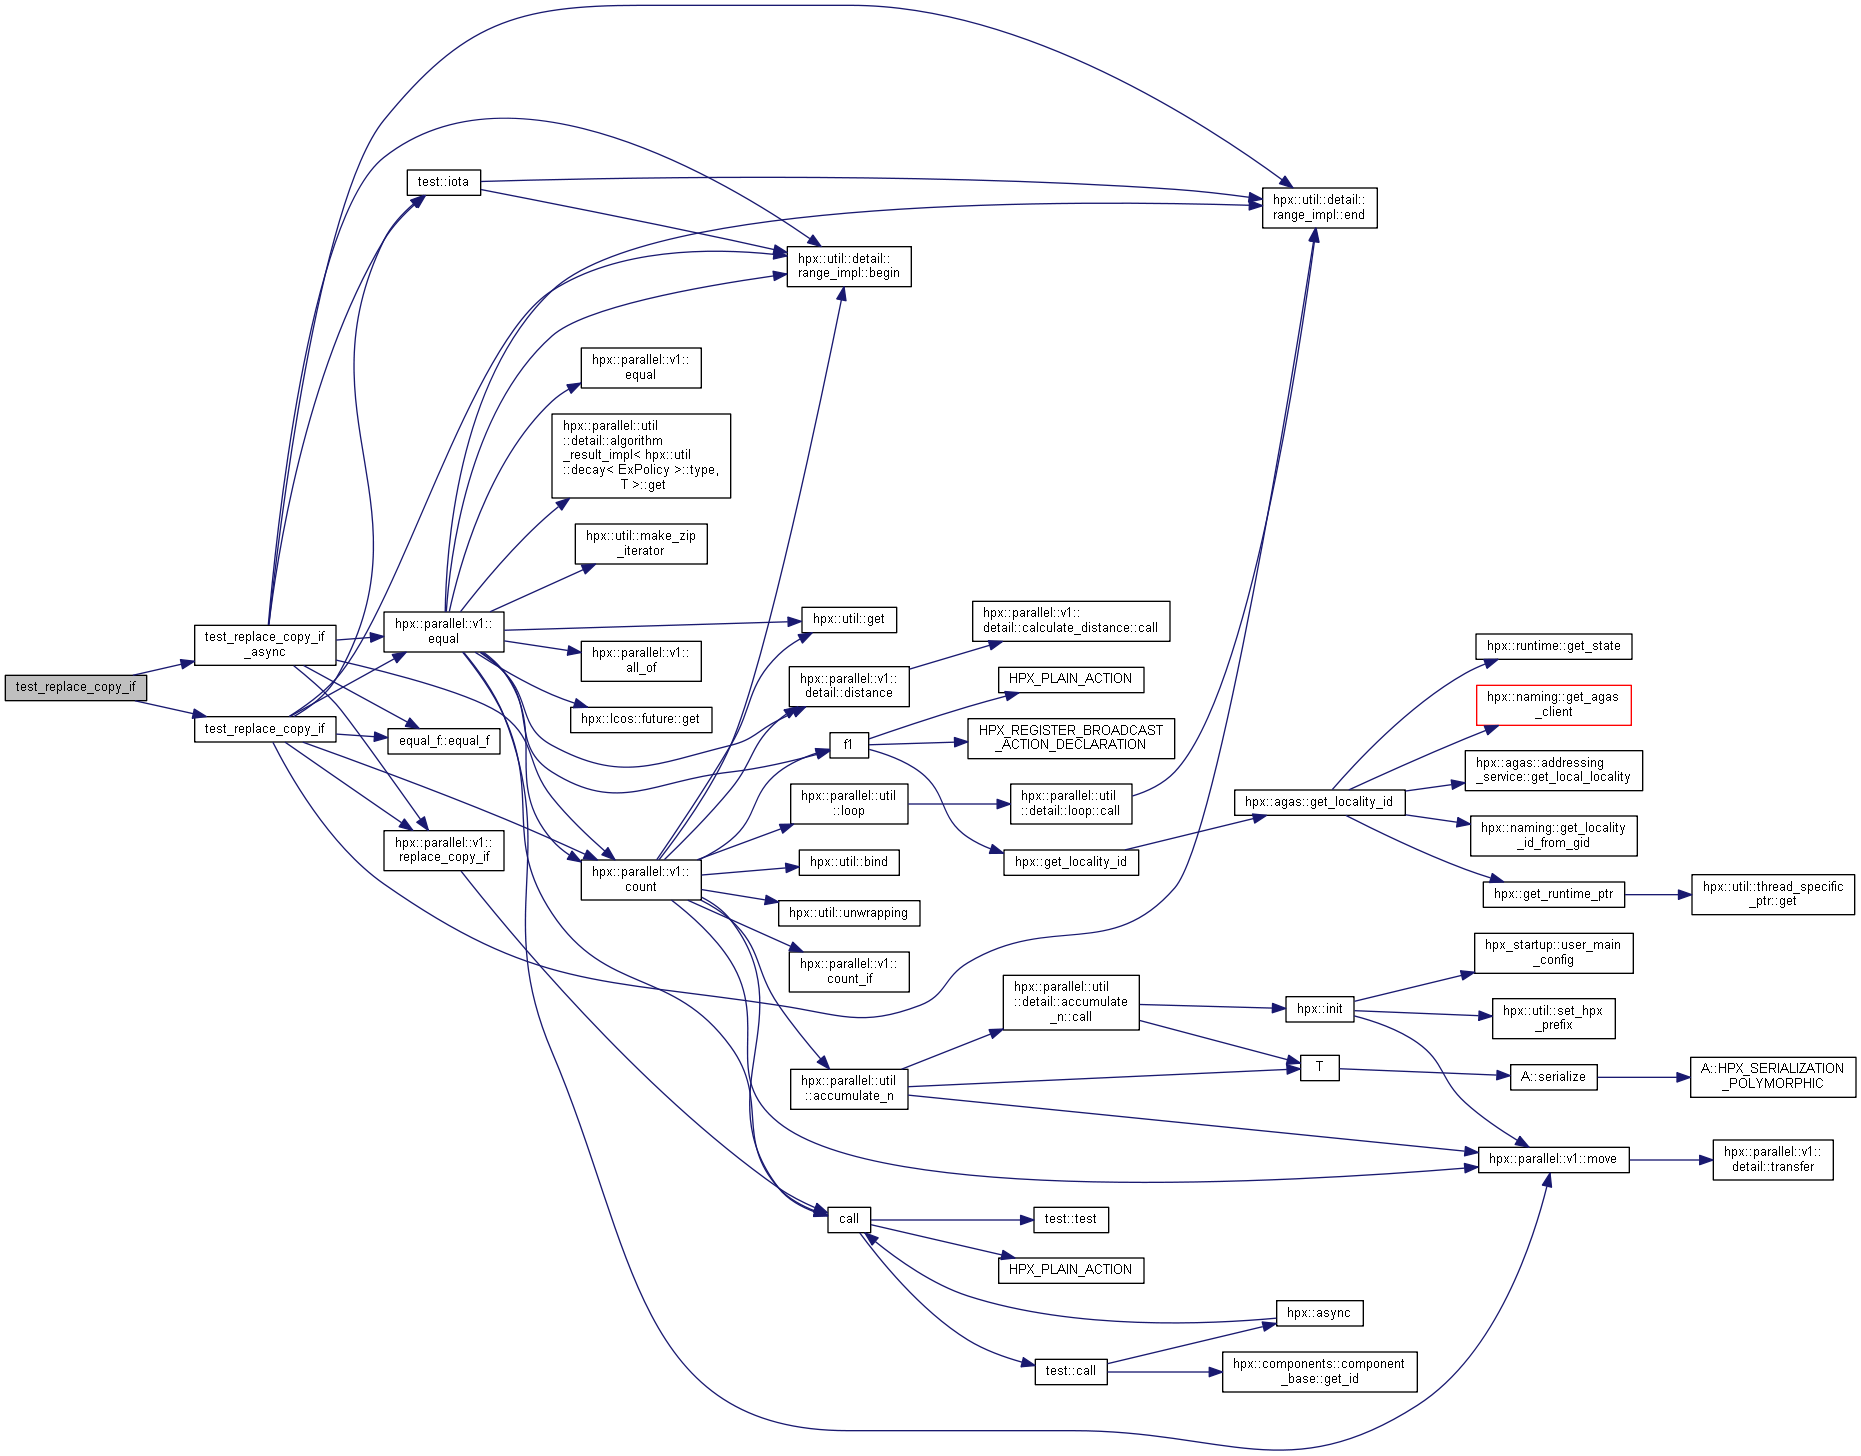 test_replace_copy_if
test_replace_copy_if
_async
test_replace_copy_if
test::iota
hpx::parallel::v1::
equal
equal_f::equal_f
hpx::parallel::v1::
replace_copy_if
hpx::parallel::v1::
equal
hpx::parallel::util
::detail::algorithm
_result_impl< hpx::util
::decay< ExPolicy >::type,
T >::get
hpx::util::make_zip
_iterator
hpx::parallel::v1::
all_of
hpx::lcos::future::get
hpx::parallel::v1::
count
hpx::util::detail::
range_impl::begin
hpx::util::get
hpx::parallel::v1::
detail::distance
f1
hpx::parallel::util
::loop
hpx::util::bind
hpx::util::unwrapping
hpx::parallel::v1::
count_if
hpx::parallel::util
::accumulate_n
call
hpx::parallel::v1::
detail::calculate_distance::call
HPX_PLAIN_ACTION
HPX_REGISTER_BROADCAST
_ACTION_DECLARATION
hpx::parallel::util
::detail::loop::call
hpx::get_locality_id
hpx::parallel::util
::detail::accumulate
_n::call
test::test
HPX_PLAIN_ACTION
test::call
hpx::util::detail::
range_impl::end
hpx::agas::get_locality_id
hpx::init
T
hpx::async
hpx::components::component
_base::get_id
hpx::runtime::get_state
hpx::naming::get_agas
_client
hpx::agas::addressing
_service::get_local_locality
hpx::naming::get_locality
_id_from_gid
hpx::get_runtime_ptr
hpx_startup::user_main
_config
hpx::util::set_hpx
_prefix
A::serialize
hpx::parallel::v1::move
hpx::util::thread_specific
_ptr::get
A::HPX_SERIALIZATION
_POLYMORPHIC
hpx::parallel::v1::
detail::transfer